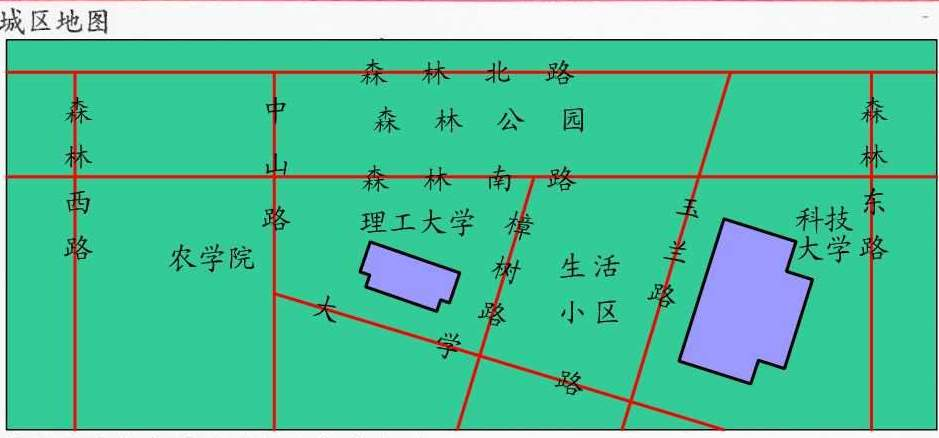 城区地图
森林北路
森林公园
森林南路
森林西路
中山路
农学院
理工大学
樟树路
大学路
生活
小区
玉兰路
科技
大学
森林东路